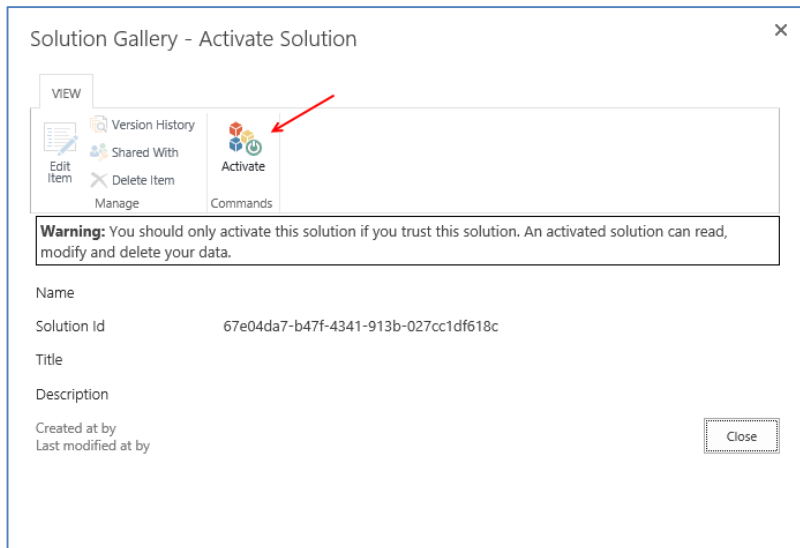 Solution Gallery - Activate Solution
VIEW
Edit
Item
Version History
Shared With
Delete Item
Manage
Activate
Commands
Warning: You should only activate this solution if you trust this solution. An activated solution can read,
modify and delete your data.
Name
Solution Id 67e04da7-b47f-4341-913b-027cc1df618c
Title
Description
Created at by
Last modified at by
Close